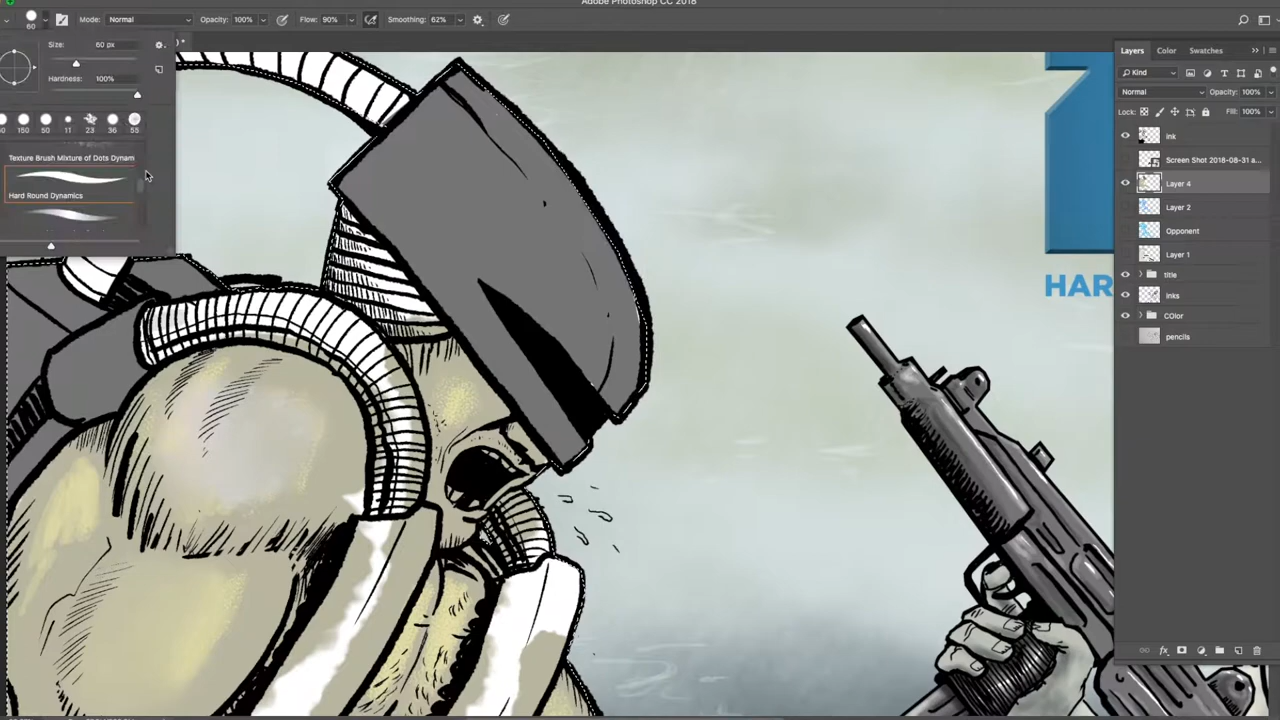 Adobe Photoshop CC 2018
60
Mode: Normal
Opacity: 100%
Flow: 90%
Smoothing: 62%
)*
Size: 60 px
Hardness: 100%
150 50 11 23 36 55
Texture Brush Mixture of Dots Dynam
Hard Round Dynamics
HAR
Layers Color Swatches
Kind
Normal Opacity: 100%
Lock: Fill: 100%
ink
Screen Shot 2018-08-31 a...
Layer 4
Layer 2
Opponent
Layer 1
title
inks
COlor
pencils
fx